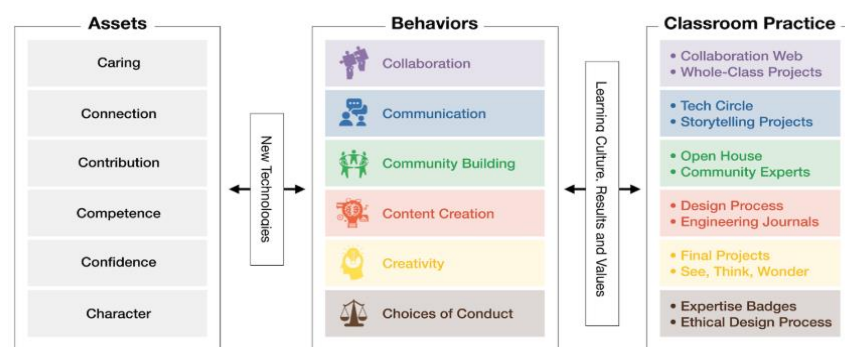 Assets
Caring
Connection
Contribution
Competence
Confidence
Character
New Technologies
Behaviors
Collaboration
Communication
Community Building
Content Creation
Creativity
Choices of Conduct
Learning Culture, Results and Values
Classroom Practice
• Collaboration Web
• Whole-Class Projects
• Tech Circle
• Storytelling Projects
• Open House
• Community Experts
• Design Process
• Engineering Journals
• Final Projects
• See, Think, Wonder
• Expertise Badges
• Ethical Design Process